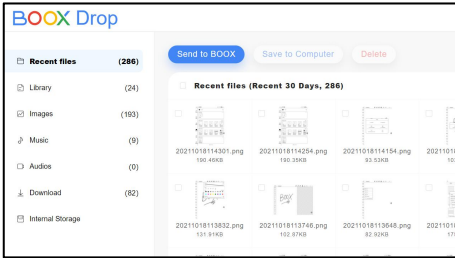 BOOX Drop
Recent files (286)
Library (24)
Images (193)
Music (9)
Audios (0)
Download (82)
Internal Storage
Send to BOOX Save to Computer Delete
Recent files (Recent 30 Days, 286)
20211018114301.png 20211018114254.png 20211018114154.png
190.46KB 190.35KB 93.53KB
20211018113832.png 20211018113746.png 20211018113648.png
131.91KB 102.87KB 82.92KB